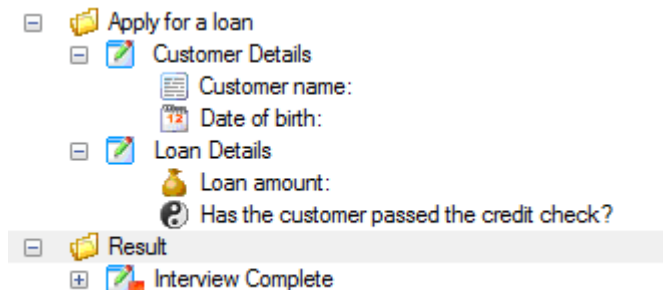 Apply for a loan
Customer Details
Customer name:
12
Date of birth:
Loan Details
Loan amount:
Has the customer passed the credit check?
Result
Interview Complete